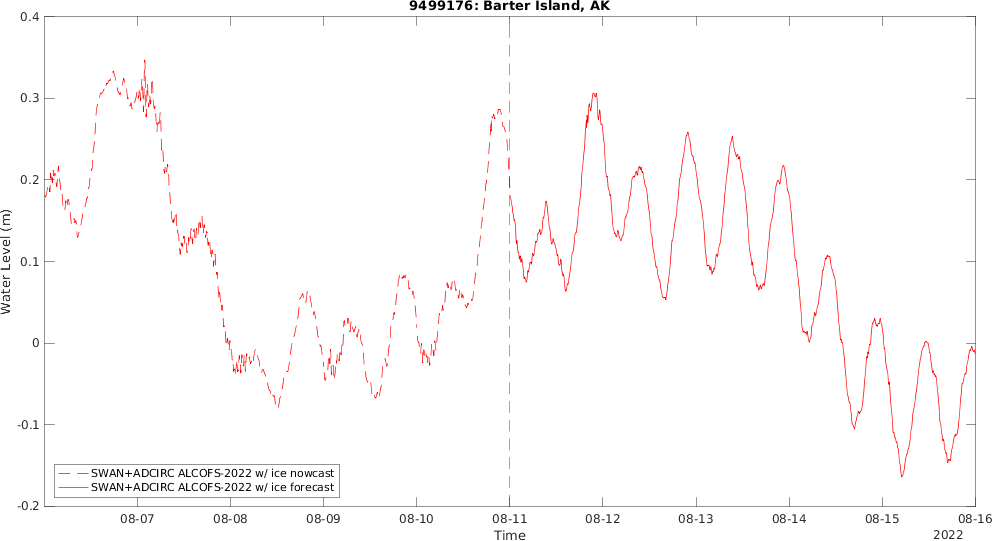 9499176: Barter Island, AK
0.4
0.3
0.2
0.1
0
-0.1
-0.2
Water Level (m)
SWAN+ADCIRC ALCOFS-2022 w/ ice nowcast
SWAN+ADCIRC ALCOFS-2022 w/ ice forecast
08-07 08-08 08-09 08-10 08-11 08-12 08-13 08-14 08-15 08-16
Time
2022